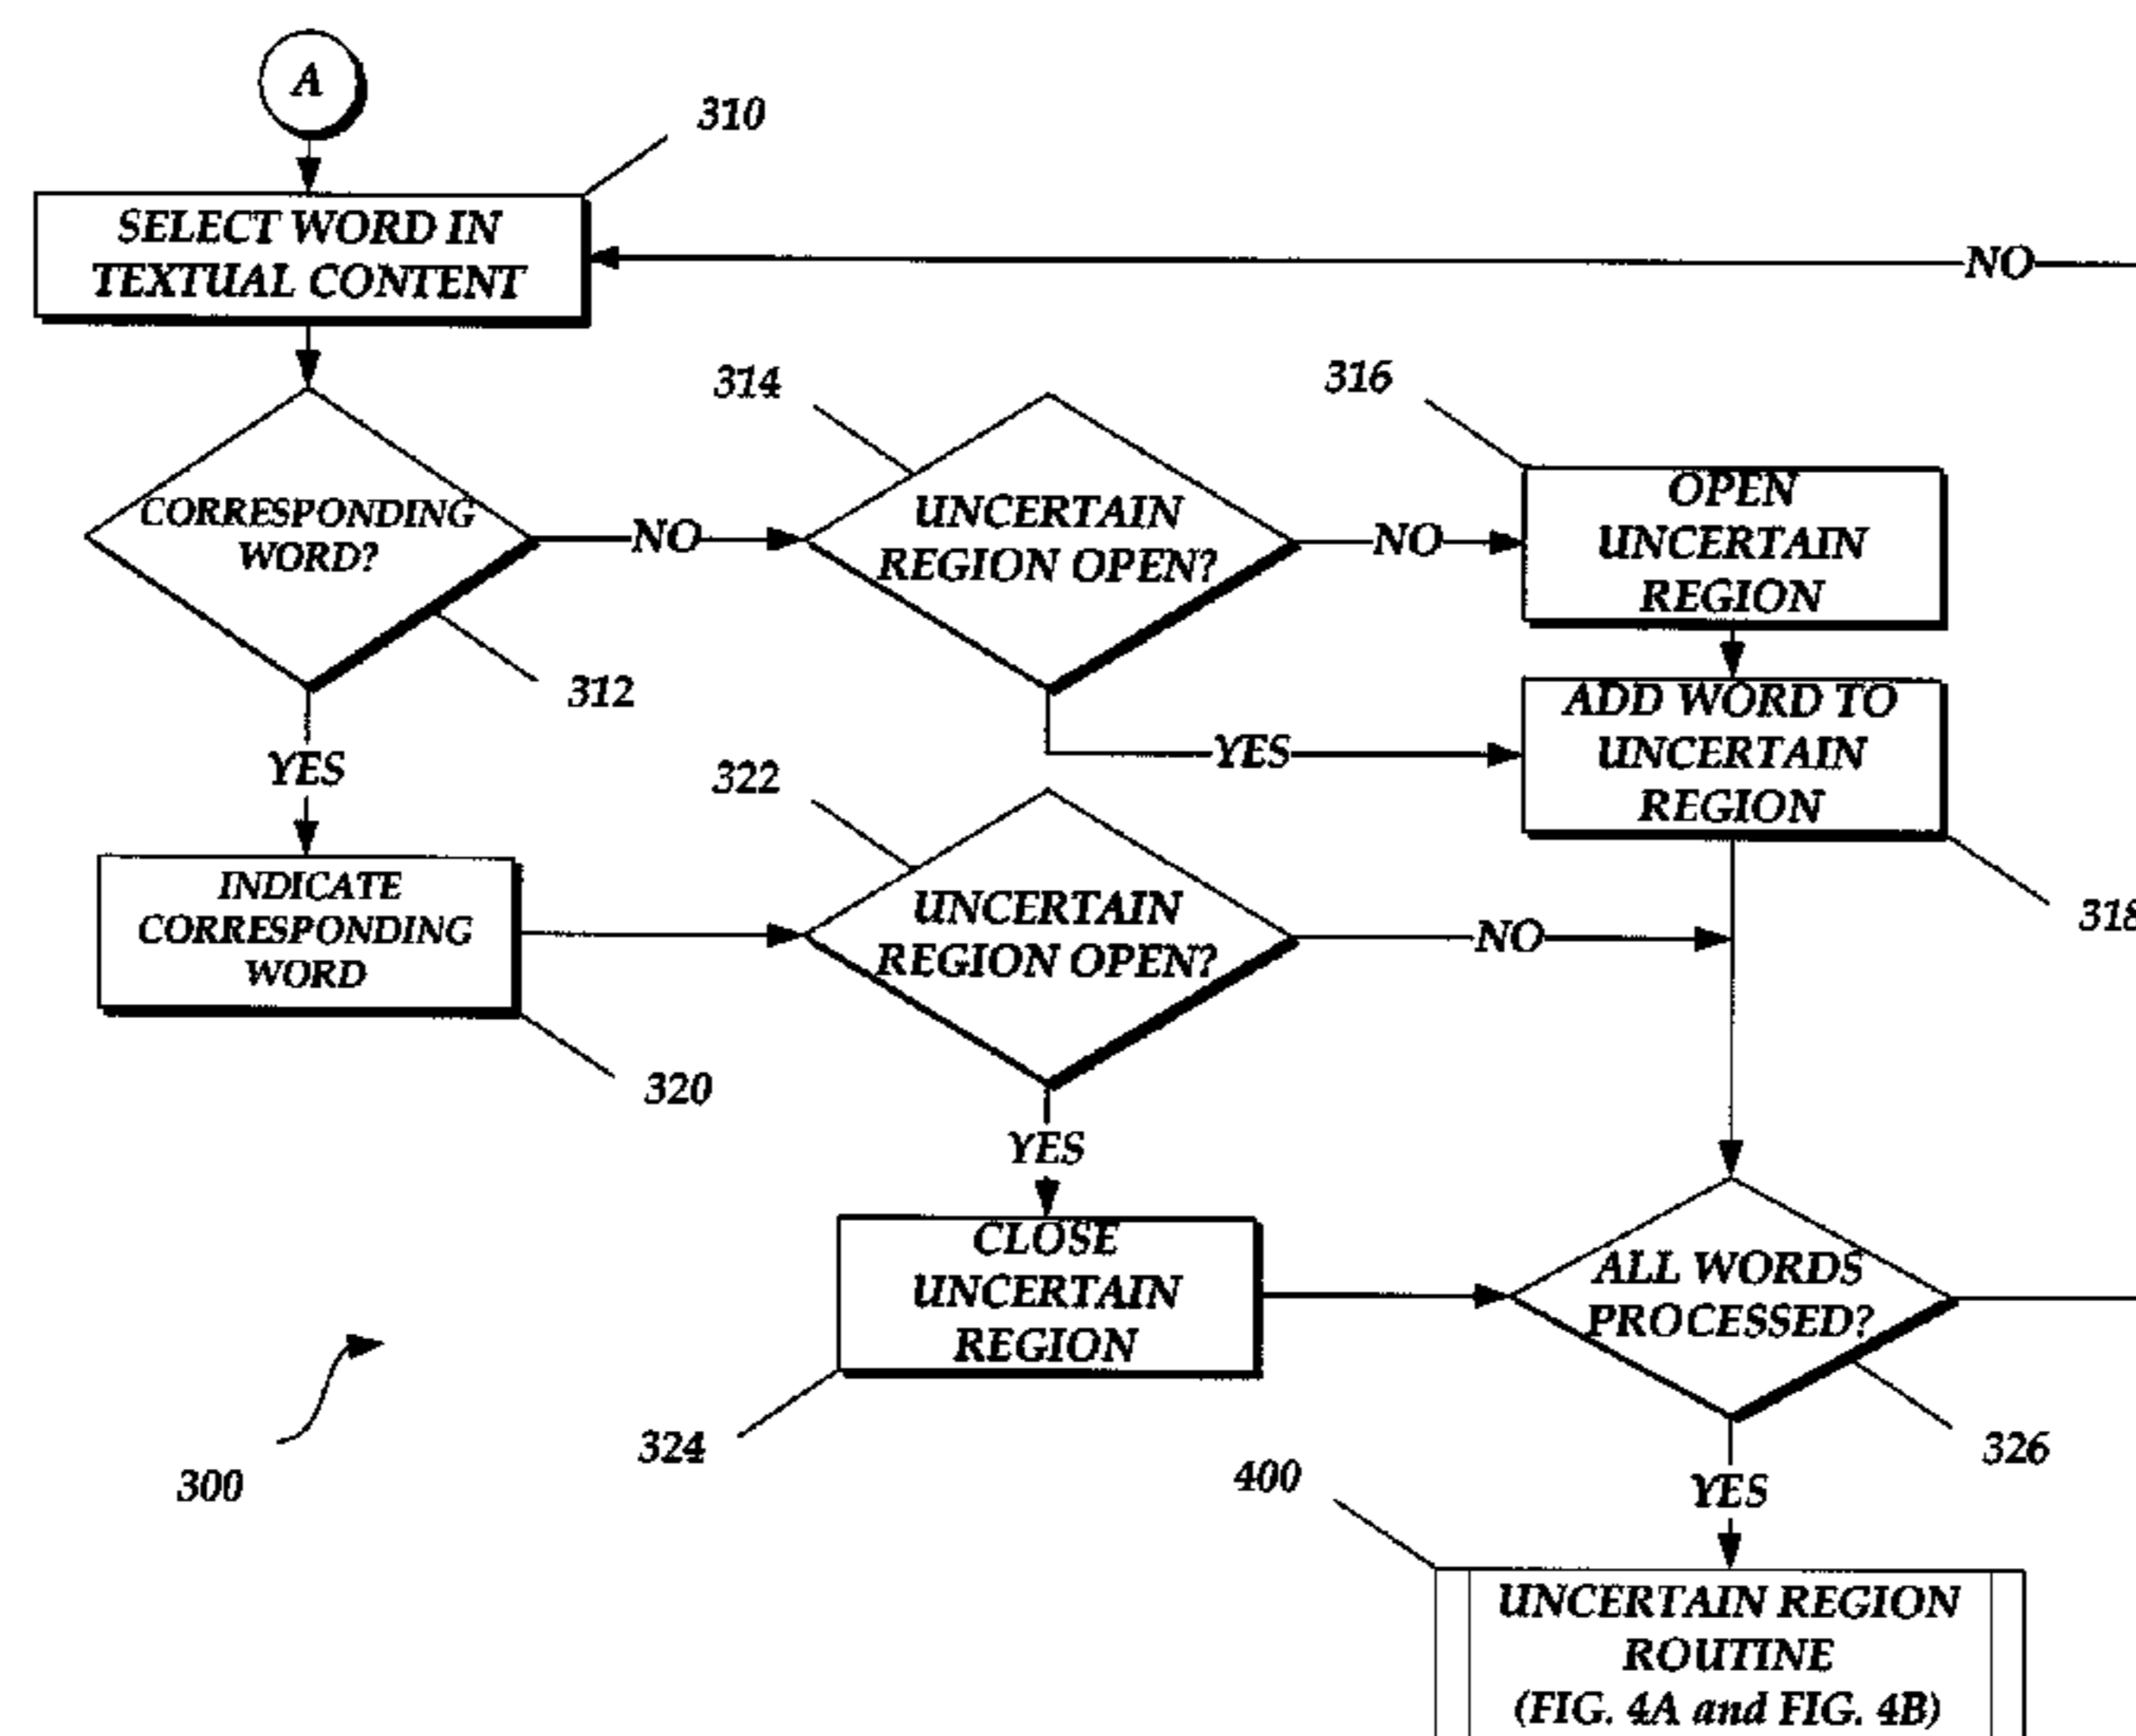 A
310
SELECT WORD IN
TEXTUAL CONTENT
NO
314
316
CORRESPONDING
WORD?
NO
UNCERTAIN
REGION OPEN?
NO
OPEN
UNCERTAIN
REGION
312
YES
YES
ADD WORD TO
UNCERTAIN
REGION
318
322
INDICATE
CORRESPONDING
WORD
UNCERTAIN
REGION OPEN?
NO
320
YES
CLOSE
UNCERTAIN
REGION
ALL WORDS
PROCESSED?
324
326
300
400
YES
UNCERTAIN REGION
ROUTINE
(FIG. 4A and FIG. 4B)